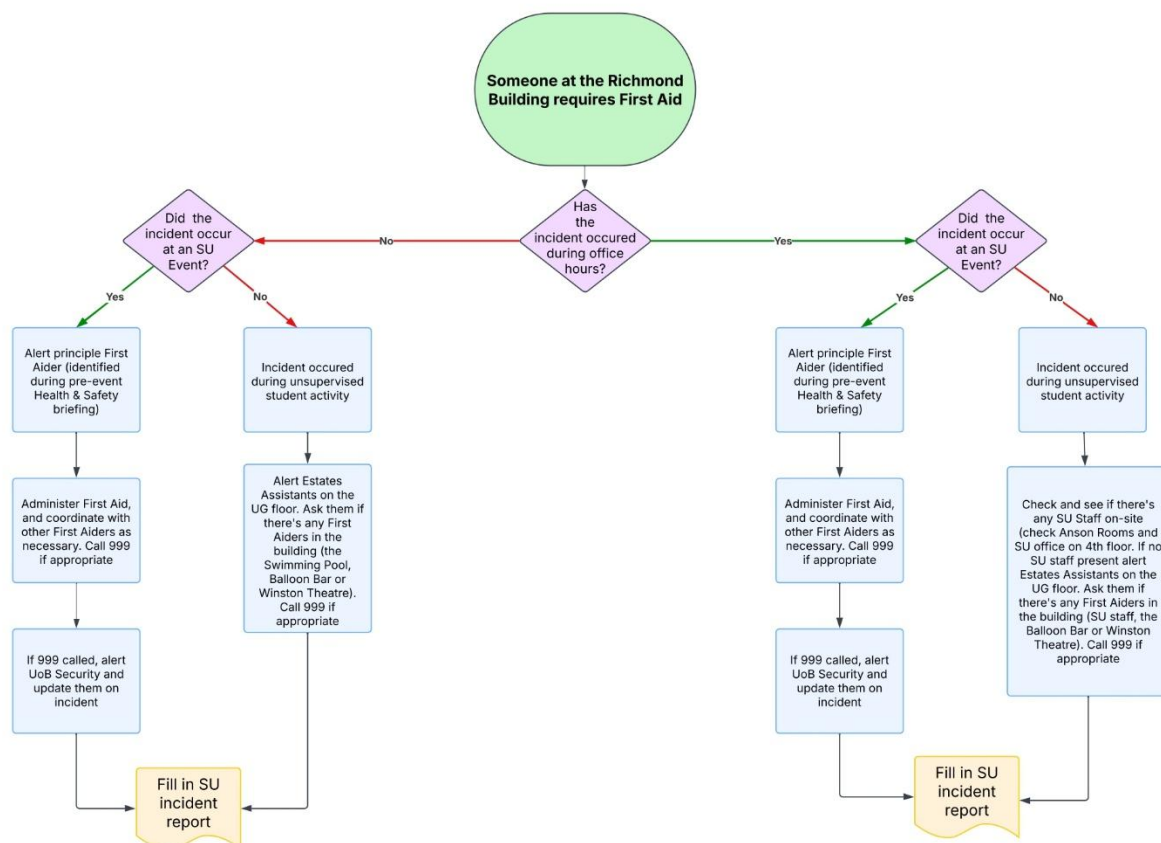 Someone at the Richmond
Building requires First Aid
Has
the
incident occured
during office
hours?
No
Yes
Did the
incident occur
at an SU
Event?
Yes
No
Alert principle First
Aider (identified
during pre-event
Health & Safety
briefing)
Incident occured
during unsupervised
student activity
Administer First Aid,
and coordinate with
other First Aiders as
necessary. Call 999
if appropriate
Alert Estates
Assistants on the
UG floor. Ask them if
there's any First
Aiders in the
building (the
Swimming Pool,
Balloon Bar or
Winston Theatre).
Call 999 if
appropriate
If 999 called, alert
UoB Security and
update them on
incident
Fill in SU
incident
report
Did the
incident occur
at an SU
Event?
Yes
No
Alert principle First
Aider (identified
during pre-event
Health & Safety
briefing)
Incident occured
during unsupervised
student activity
Administer First Aid,
and coordinate with
other First Aiders as
necessary. Call 999
if appropriate
Check and see if there's
any SU Staff on-site
(check Anson Rooms and
SU office on 4th floor. If no
SU staff present alert
Estates Assistants on the
UG floor. Ask them if
there's any First Aiders in
the building (SU staff, the
Balloon Bar or Winston
Theatre). Call 999 if
appropriate
If 999 called, alert
UoB Security and
update them on
incident
Fill in SU
incident
report